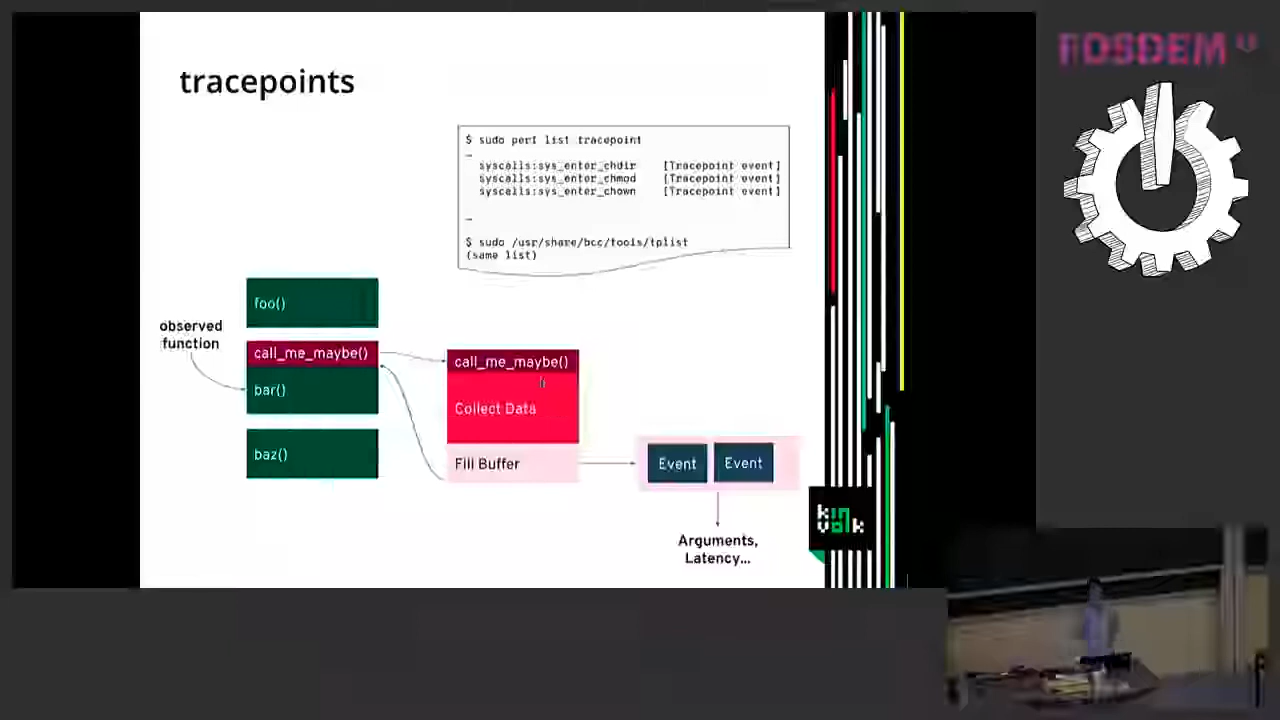 tracepoints
FOSDEM
$ sudo perf list tracepoint
…
syscalls:sys_enter_chdir [Tracepoint event]
syscalls:sys_enter_chmod [Tracepoint event]
syscalls:sys_enter_chown [Tracepoint event]
…
$ sudo /usr/share/bcc/tools/tplist
(same list)
foo()
observed
function
call_me_maybe()
bar()
baz()
call_me_maybe()
Collect Data
Fill Buffer
Event Event
Arguments,
Latency...
kin
volk